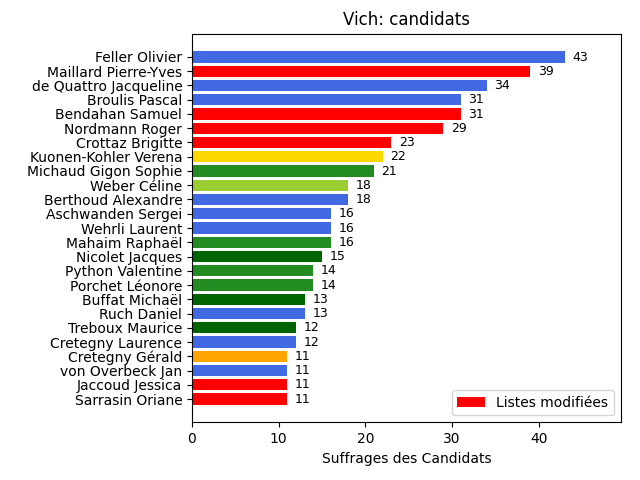 Vich: candidats
Feller Olivier 43
Maillard Pierre-Yves 39
de Quattro Jacqueline 34
Broulis Pascal 31
Bendahan Samuel 31
Nordmann Roger 29
Crottaz Brigitte 23
Kuonen-Kohler Verena 22
Michaud Gigon Sophie 21
Weber Céline 18
Berthoud Alexandre 18
Aschwanden Sergei 16
Wehrli Laurent 16
Mahaim Raphaël 16
Nicolet Jacques 15
Python Valentine 14
Porchet Léonore 14
Buffat Michaël 13
Ruch Daniel 13
Treboux Maurice 12
Cretegny Laurence 12
Cretegny Gérald 11
von Overbeck Jan 11
Jaccoud Jessica 11
Sarrasin Oriane 11
Listes modifiées
0 10 20 30 40
Suffrages des Candidats